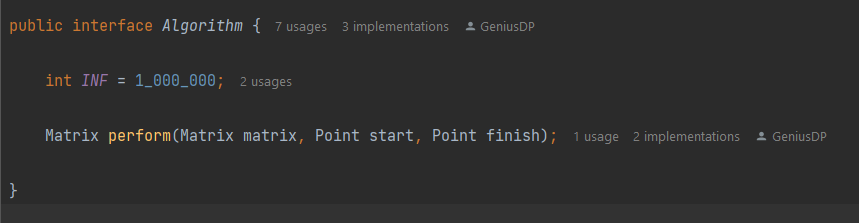 public interface Algorithm { 7 usages 3 implementations GeniusDP
int INF = 1_000_000; 2 usages
Matrix perform(Matrix matrix, Point start, Point finish); 1 usage 2 implementations GeniusDP
}